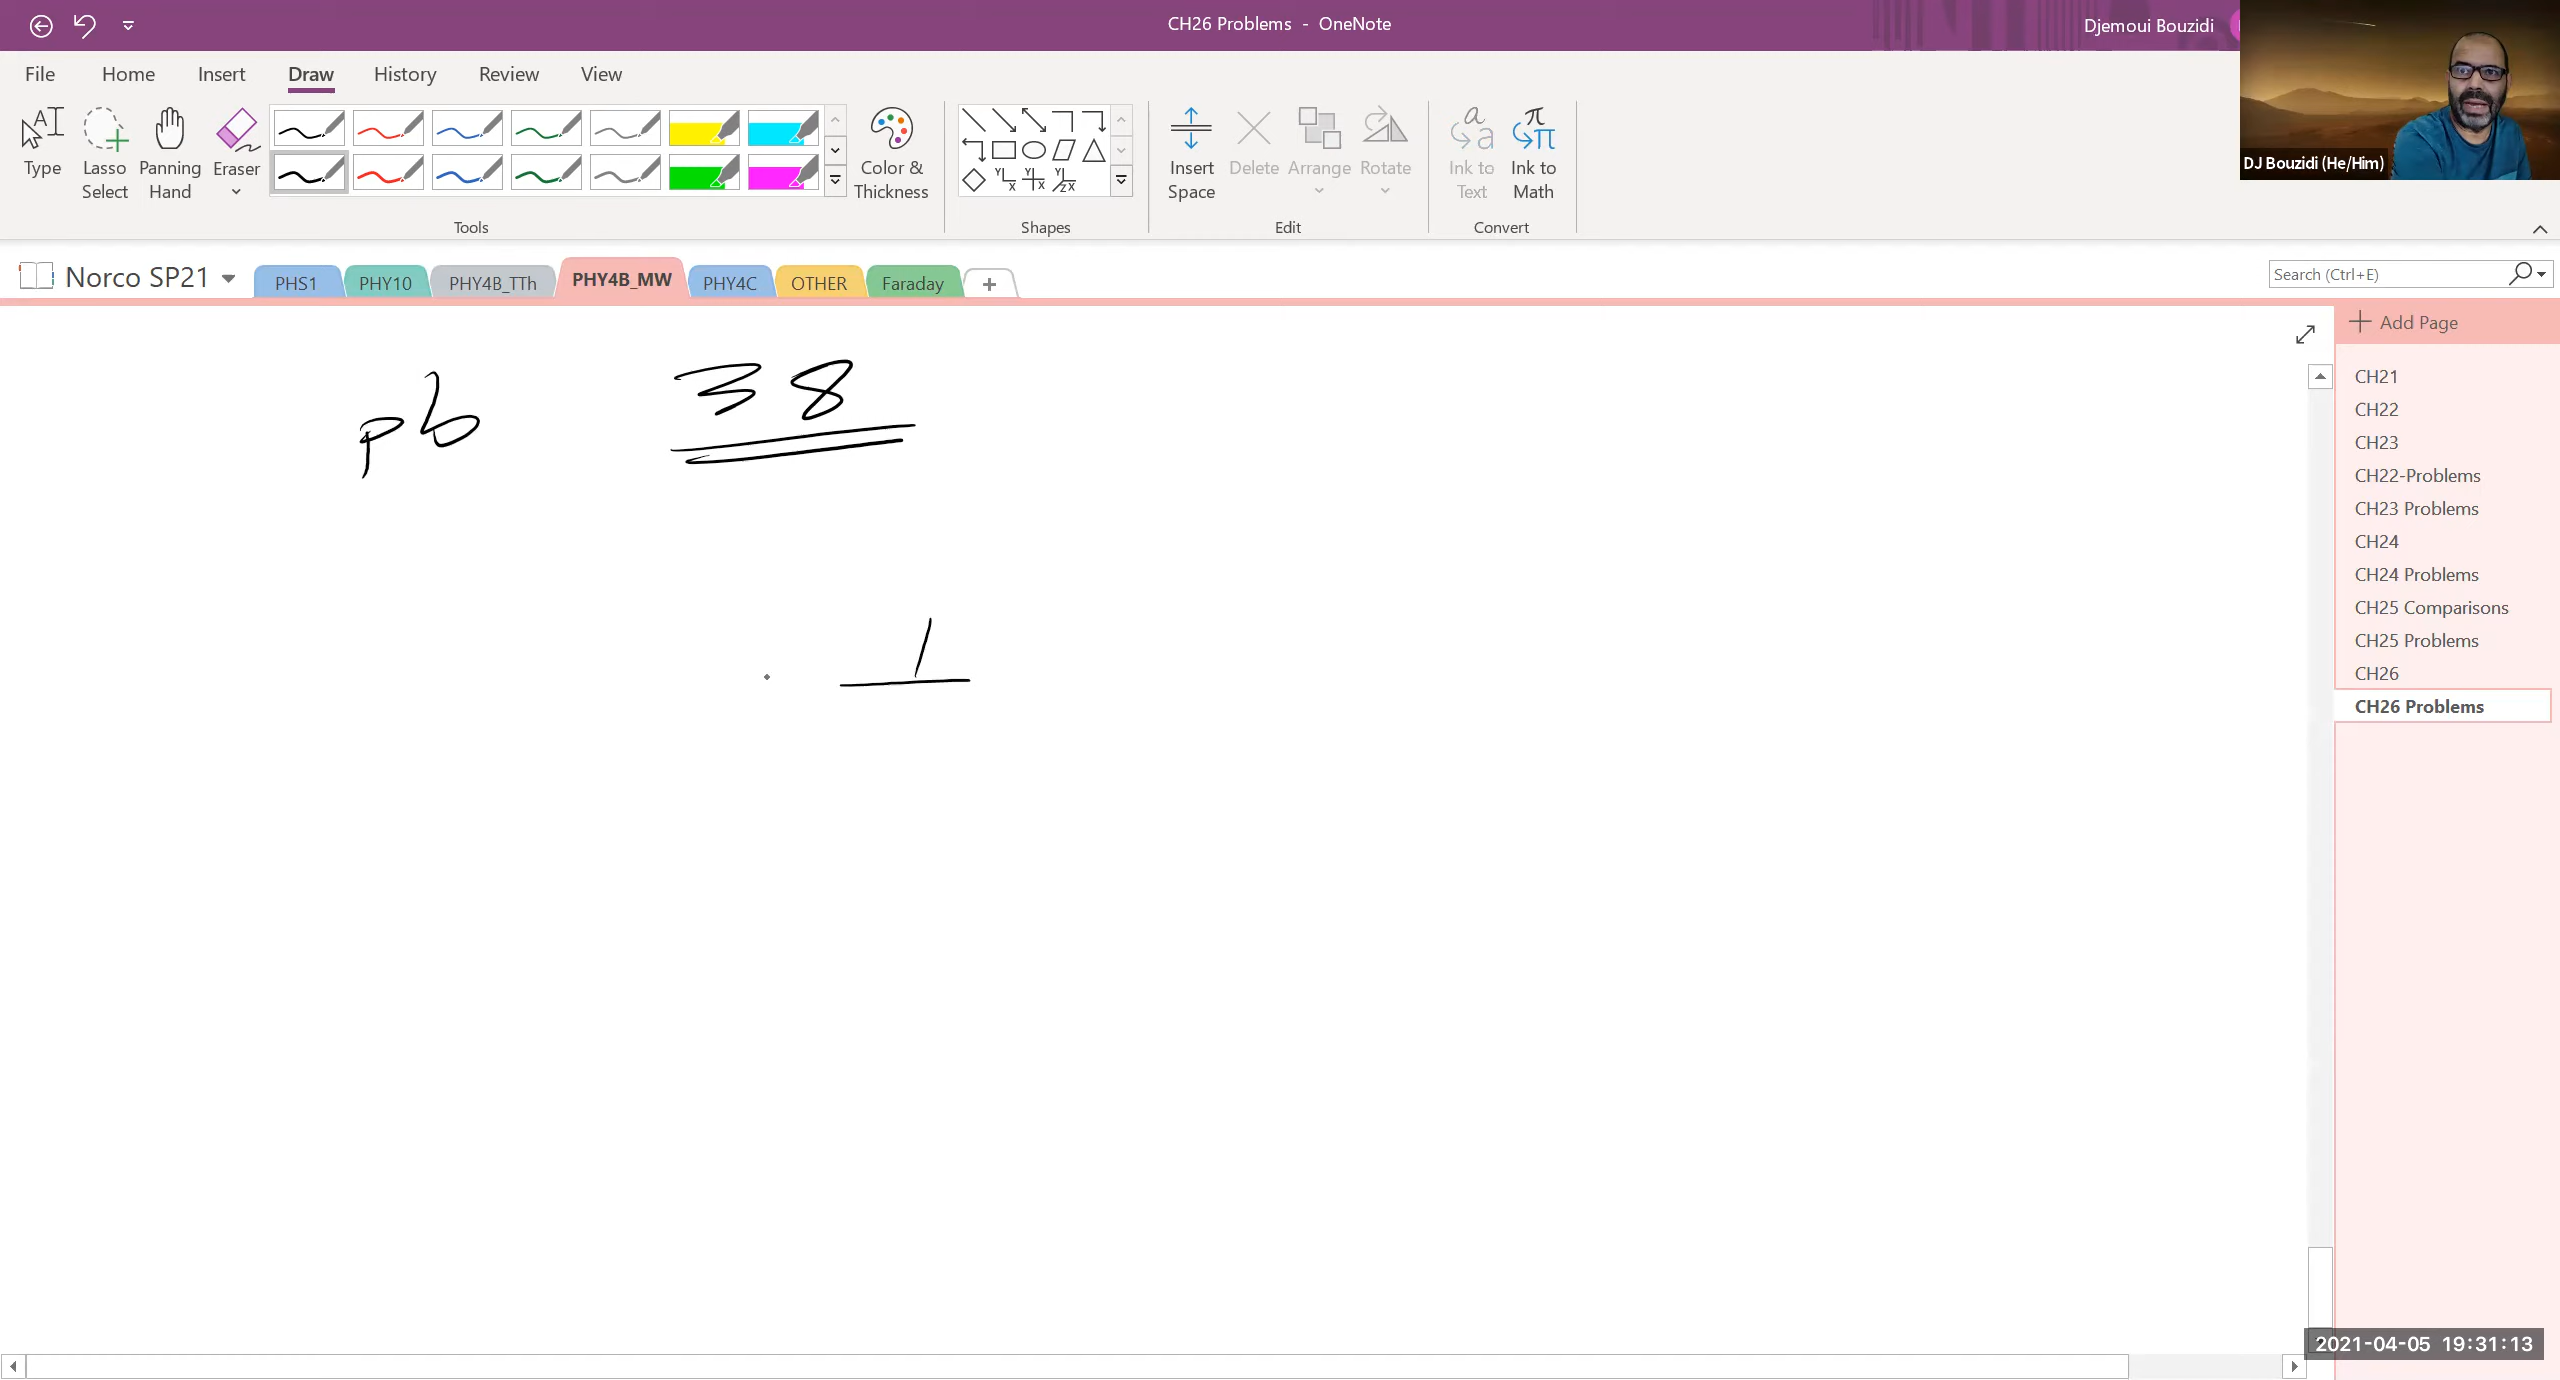 CH26 Problems - OneNote
Djemoui Bouzidi
File Home Insert Draw History Review View
Type
Lasso Select
Panning Hand
Eraser
Color & Thickness
Insert Space
Delete
Arrange
Rotate
Ink to Text
Ink to Math
Tools
Shapes
Edit
Convert
DJ Bouzidi (He/Him)
Norco SP21
PHS1 PHY10 PHY4B_TTh PHY4B_MW PHY4C OTHER Faraday
Search (Ctrl+E)
Add Page
CH21
CH22
CH23
CH22-Problems
CH23 Problems
CH24
CH24 Problems
CH25 Comparisons
CH25 Problems
CH26
CH26 Problems
pb 38
1
2021-04-05 19:31:13